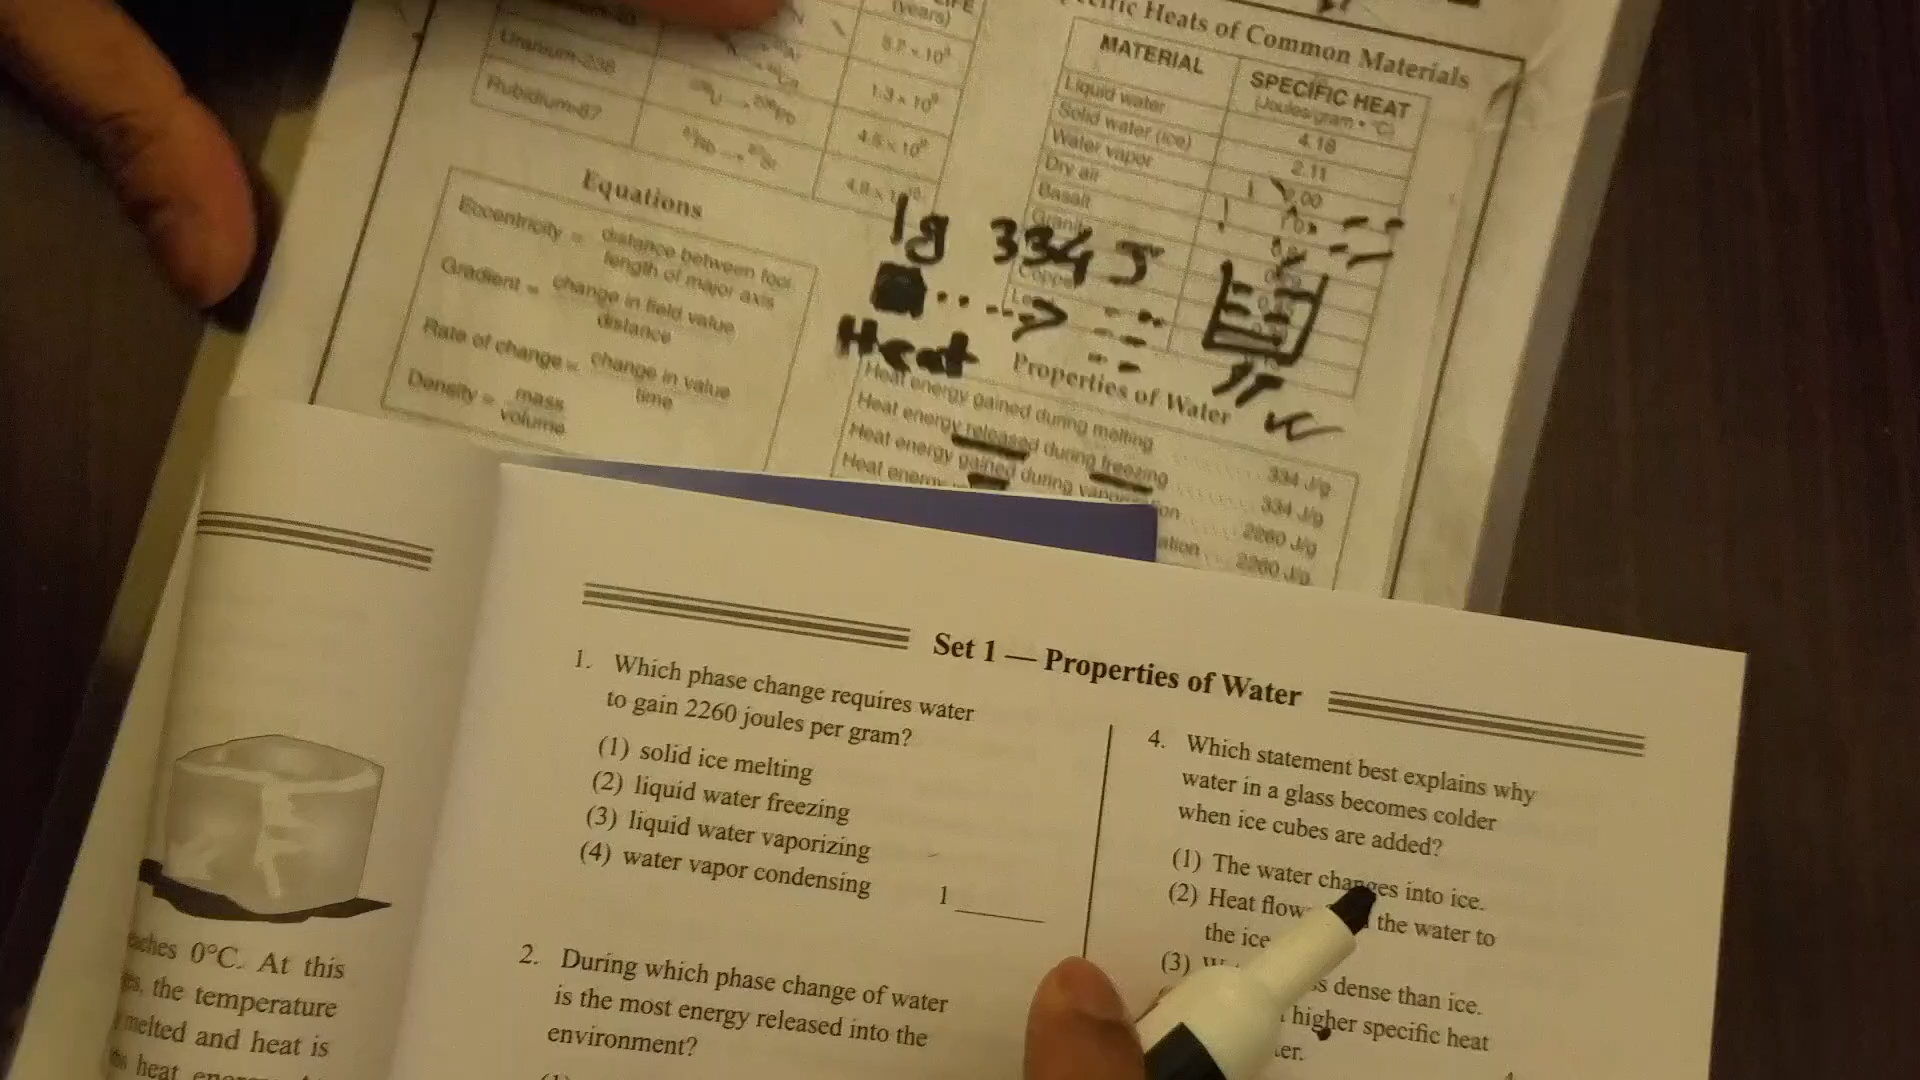 (years)
Uranium-238
Rubidium-87
1.3 × 10⁹
4.5 × 10⁹
Equations
Eccentricity = distance between foci
length of major axis
Gradient = change in field value
distance
Rate of change = change in value
time
Density = mass
volume
Heats of Common Materials
MATERIAL
SPECIFIC HEAT
(Joules/gram • °C)
Liquid water 4.18
Solid water (ice) 2.11
Water vapor
Dry air
Basalt
1g 334 J
Heat
Properties of Water
Heat energy gained during melting 334 J/g
Heat energy released during freezing 334 J/g
Heat energy gained during 2260 J/g
Heat energy 2260 J/g
aches 0°C. At this
the temperature
melted and heat is
heat
Set 1 — Properties of Water
1. Which phase change requires water
to gain 2260 joules per gram?
(1) solid ice melting
(2) liquid water freezing
(3) liquid water vaporizing
(4) water vapor condensing 1
2. During which phase change of water
is the most energy released into the
environment?
4. Which statement best explains why
water in a glass becomes colder
when ice cubes are added?
(1) The water changes into ice.
(2) Heat the water to
the ice
(3) dense than ice.
higher specific heat